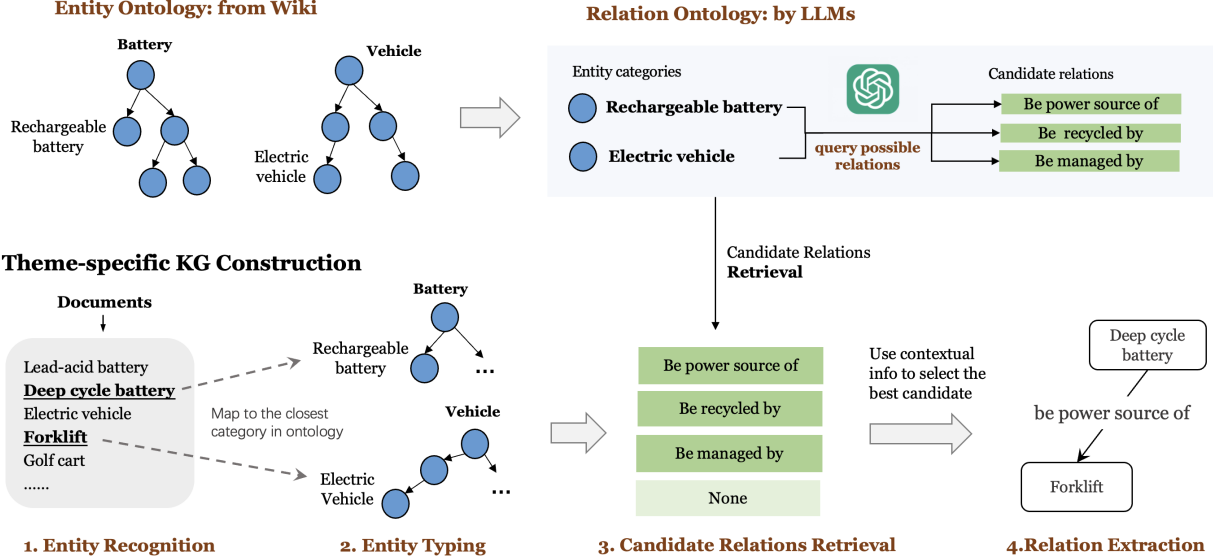 Entity Ontology: from Wiki
Battery
Rechargeable
battery
Vehicle
Electric
vehicle
Relation Ontology: by LLMs
Entity categories
Rechargeable battery
Electric vehicle
query possible
relations
Candidate relations
Be power source of
Be recycled by
Be managed by
Candidate Relations
Retrieval
Theme-specific KG Construction
Documents
Lead-acid battery
Deep cycle battery
Electric vehicle
Forklift
Golf cart
......
Map to the closest
category in ontology
Battery
Rechargeable
battery
...
Vehicle
Electric
Vehicle
...
Be power source of
Be recycled by
Be managed by
None
Use contextual
info to select the
best candidate
Deep cycle
battery
be power source of
Forklift
1. Entity Recognition
2. Entity Typing
3. Candidate Relations Retrieval
4.Relation Extraction